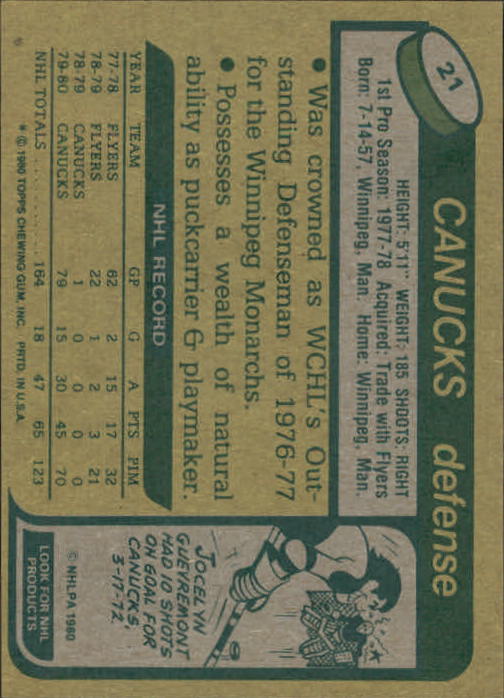 21
CANUCKS defense
HEIGHT: 5'11" WEIGHT: 185 SHOOTS: RIGHT
1st Pro Season: 1977-78 Acquired: Trade with Flyers
Born: 7-14-57, Winnipeg, Man. Home: Winnipeg, Man.
• Was crowned as WCHL's Out-
standing Defenseman of 1976-77
for the Winnipeg Monarchs.
• Possesses a wealth of natural
ability as puckcarrier & playmaker.
NHL RECORD
YEAR TEAM GP G A PTS PIM
77-78 FLYERS 62 2 15 17 32
78-79 FLYERS 22 1 2 3 21
78-79 CANUCKS 1 0 0 0 0
79-80 CANUCKS 79 15 30 45 70
NHL TOTALS . . . . . . . . 164 18 47 65 123
* © 1980 TOPPS CHEWING GUM, INC. PRTD. IN U.S.A.
JOCELYN
GUEVREMONT
HAD 10 SHOTS
ON GOAL FOR
CANUCKS,
3-17-72.
© NHLPA 1980
LOOK FOR NHL
PRODUCTS